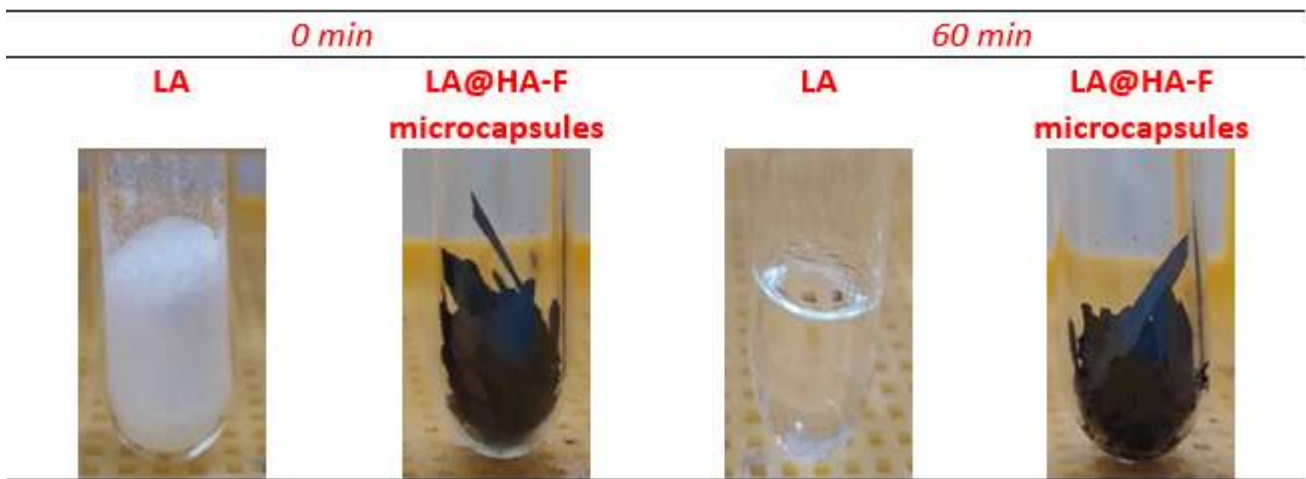 0 min
60 min
LA
LA@HA-F
microcapsules
LA
LA@HA-F
microcapsules